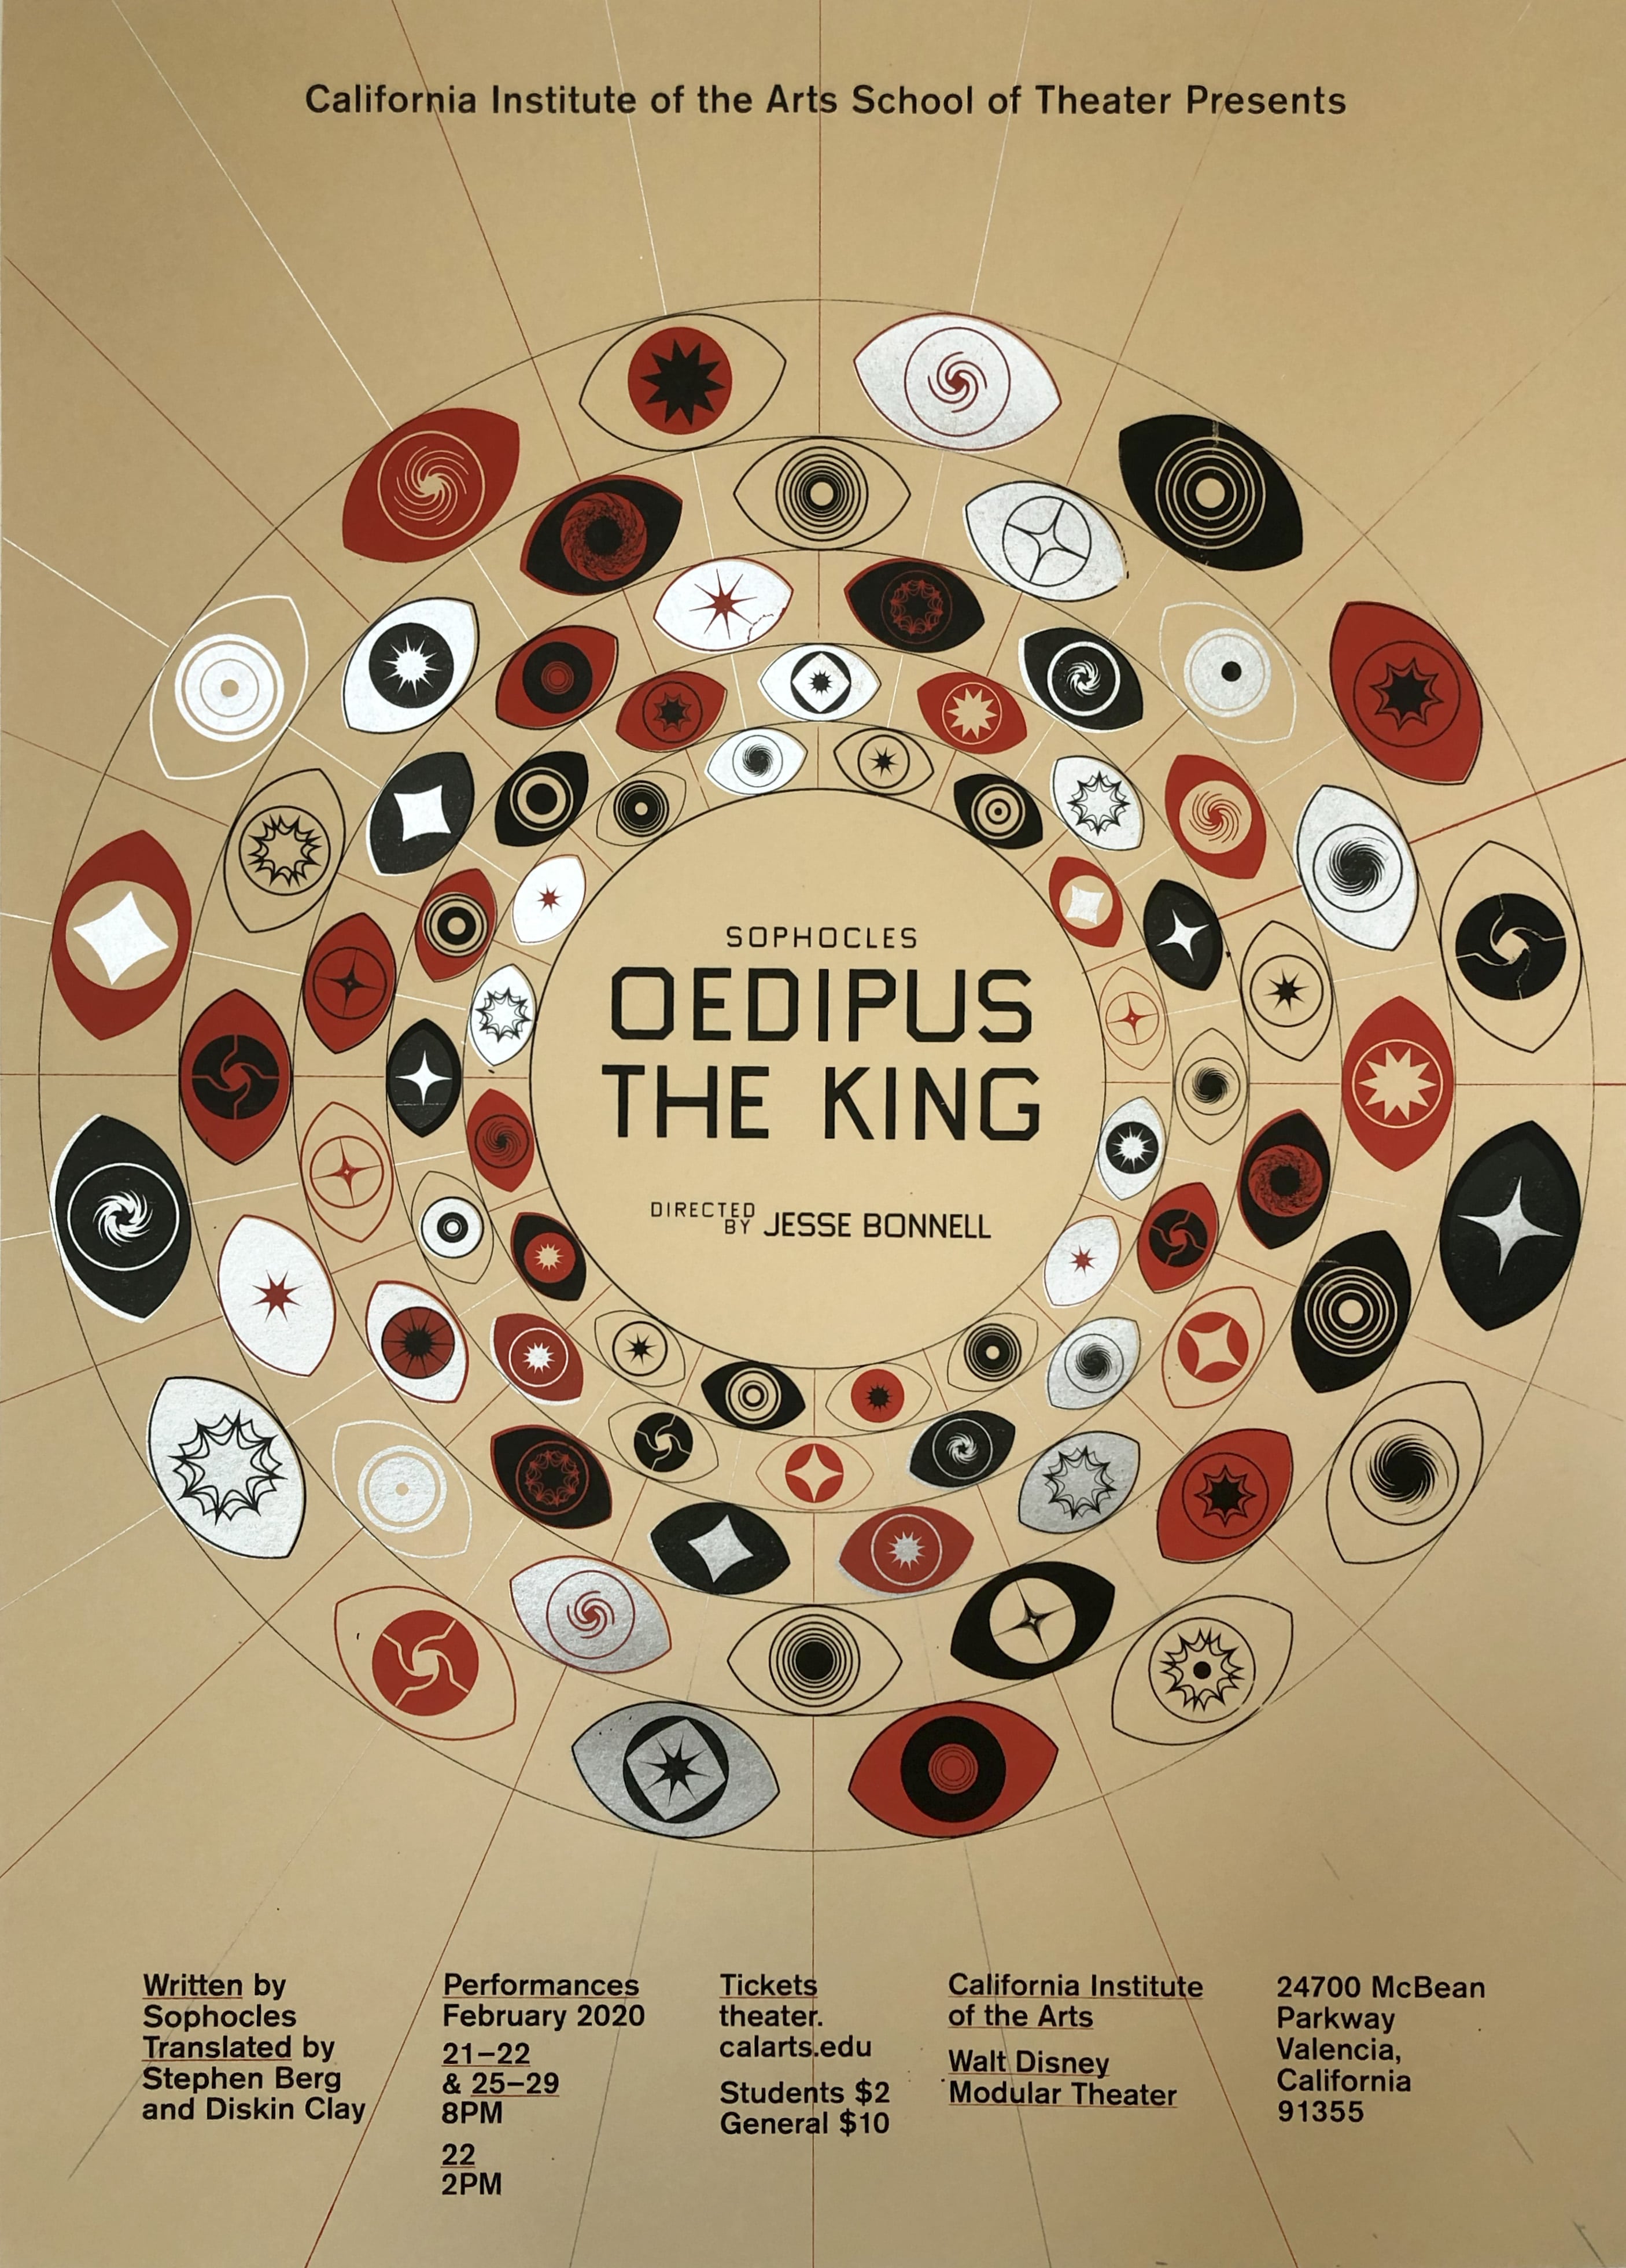 California Institute of the Arts School of Theater Presents
SOPHOCLES
OEDIPUS
THE KING
DIRECTED
BY JESSE BONNELL
Written by
Sophocles
Translated by
Stephen Berg
and Diskin Clay
Performances
February 2020
21–22
& 25–29
8PM
22
2PM
Tickets
theater.
calarts.edu
Students $2
General $10
California Institute
of the Arts
Walt Disney
Modular Theater
24700 McBean
Parkway
Valencia,
California
91355